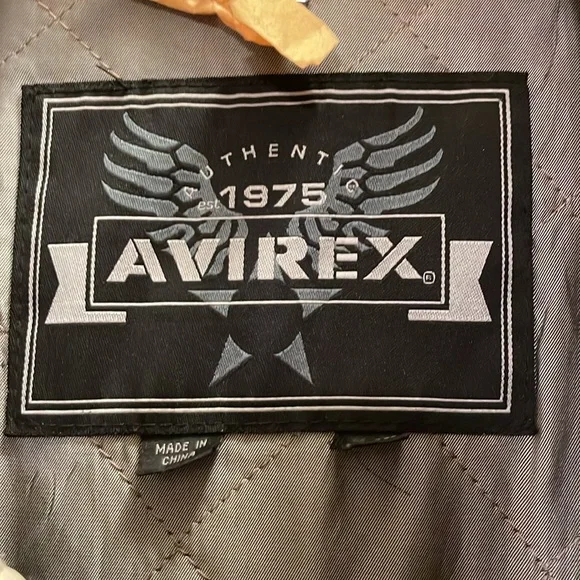 AUTHENTIC
est. 1975
AVIREX®
MADE IN
CHINA